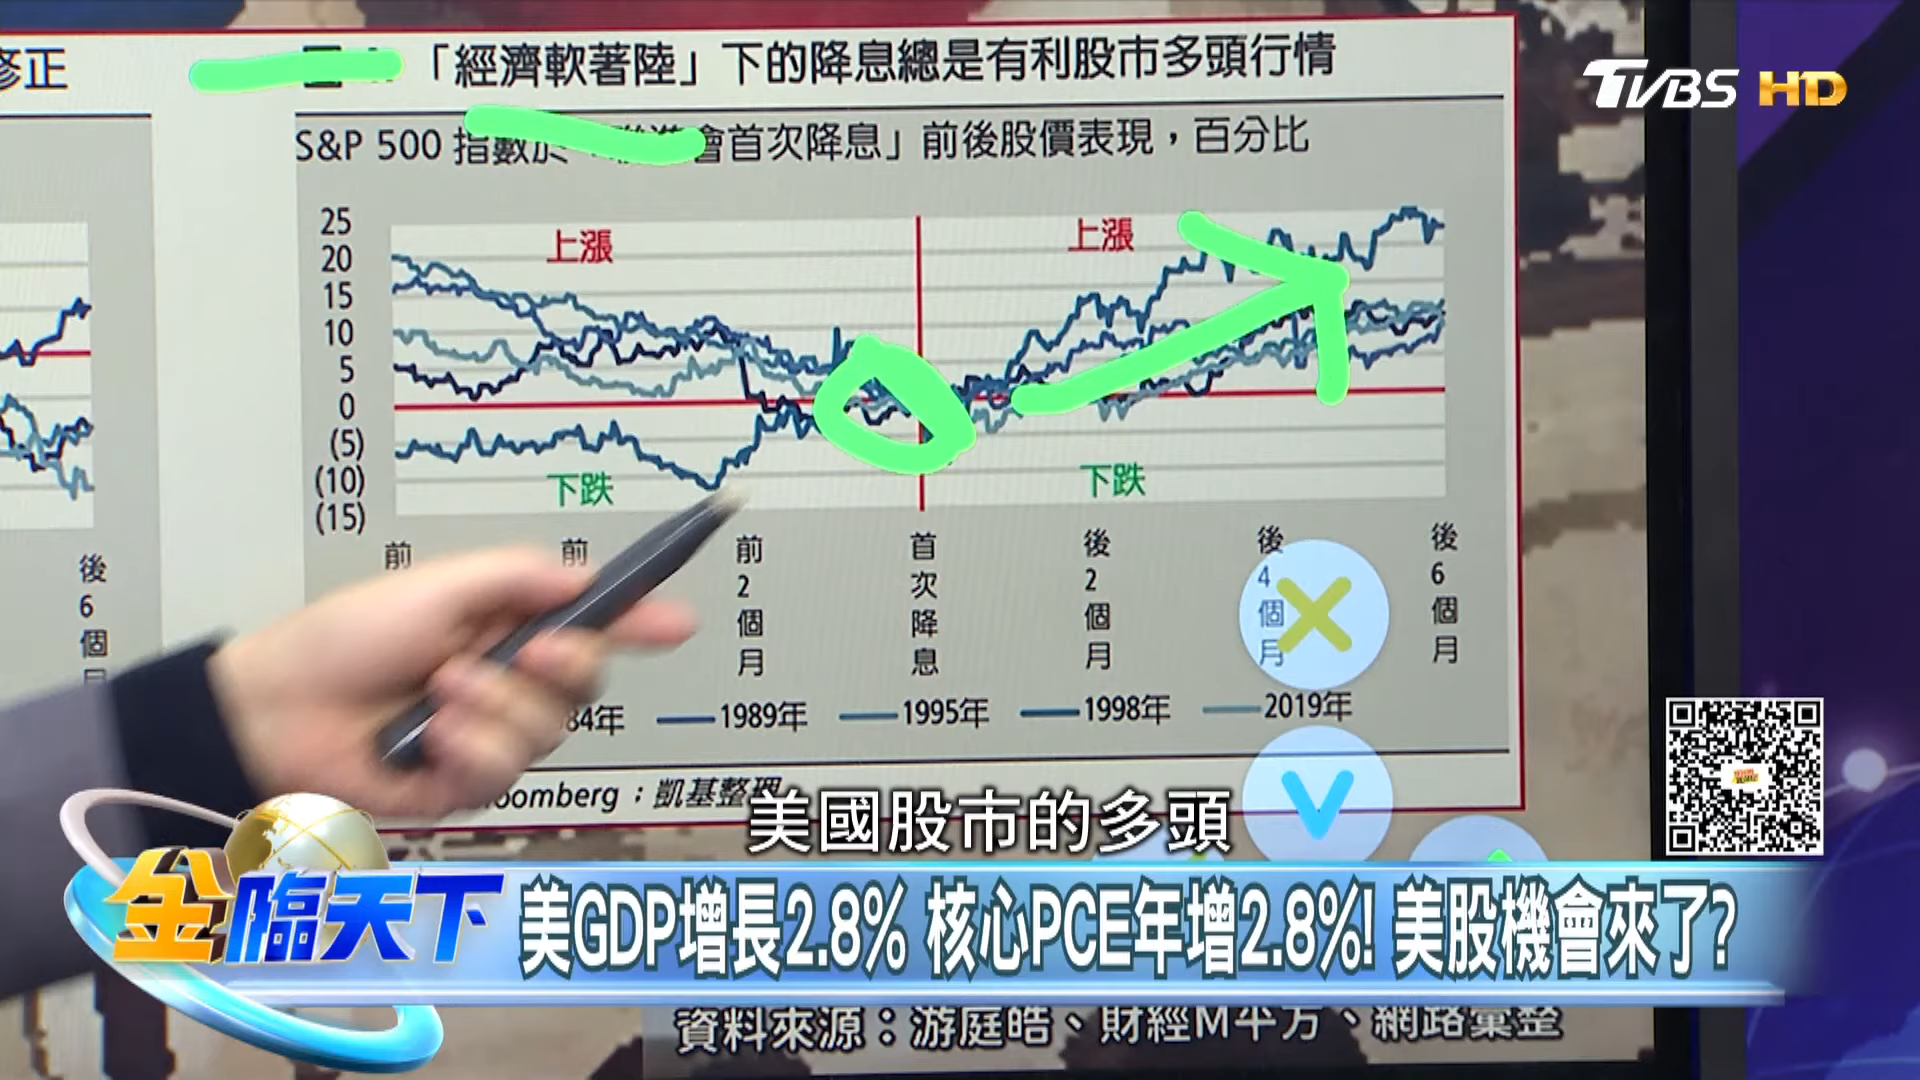 修正
「經濟軟著陸」下的降息總是有利股市多頭行情
TVBS HD
S&P 500 指數於 會首次降息」前後股價表現，百分比
25
20
15
10
5
0
(5)
(10)
(15)
上漲
上漲
下跌
下跌
後6個月
前
前
前2個月
首次降息
後2個月
後4個月
後6個月
84年
1989年
1995年
1998年
2019年
oomberg；凱基整理
美國股市的多頭
金臨天下
美GDP增長2.8% 核心PCE年增2.8%! 美股機會來了?
資料來源：游庭皓、財經M平方、網路彙整